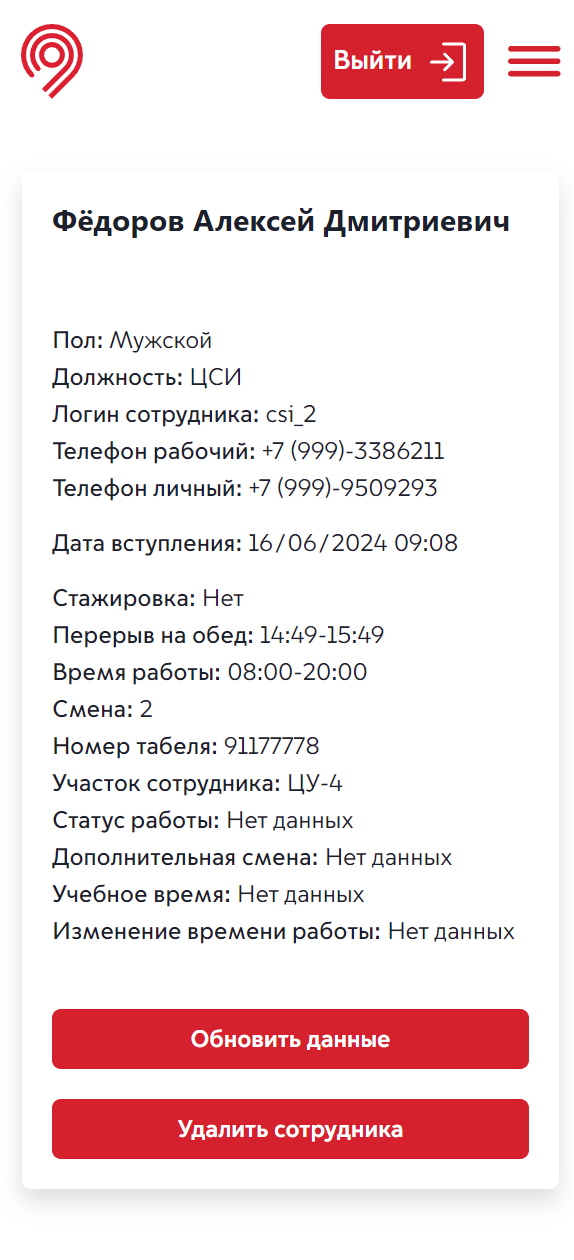 Выйти
Фёдоров Алексей Дмитриевич
Пол: Мужской
Должность: ЦСИ
Логин сотрудника: csi_2
Телефон рабочий: +7 (999)-3386211
Телефон личный: +7 (999)-9509293
Дата вступления: 16/06/2024 09:08
Стажировка: Нет
Перерыв на обед: 14:49-15:49
Время работы: 08:00-20:00
Смена: 2
Номер табеля: 91177778
Участок сотрудника: ЦУ-4
Статус работы: Нет данных
Дополнительная смена: Нет данных
Учебное время: Нет данных
Изменение времени работы: Нет данных
Обновить данные
Удалить сотрудника